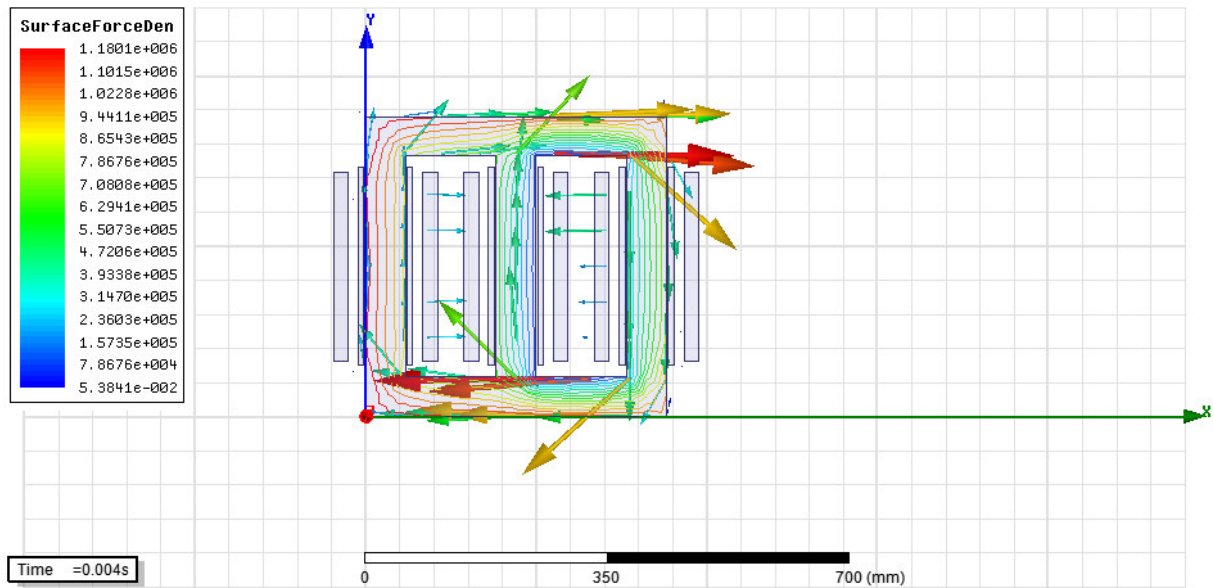 SurfaceForceDen
1.1801e+006
1.1015e+006
1.0228e+006
9.4411e+005
8.6543e+005
7.8676e+005
7.0808e+005
6.2941e+005
5.5073e+005
4.7206e+005
3.9338e+005
3.1470e+005
2.3603e+005
1.5735e+005
7.8676e+004
5.3841e-002
Y
X
Time =0.004s
0 350 700 (mm)